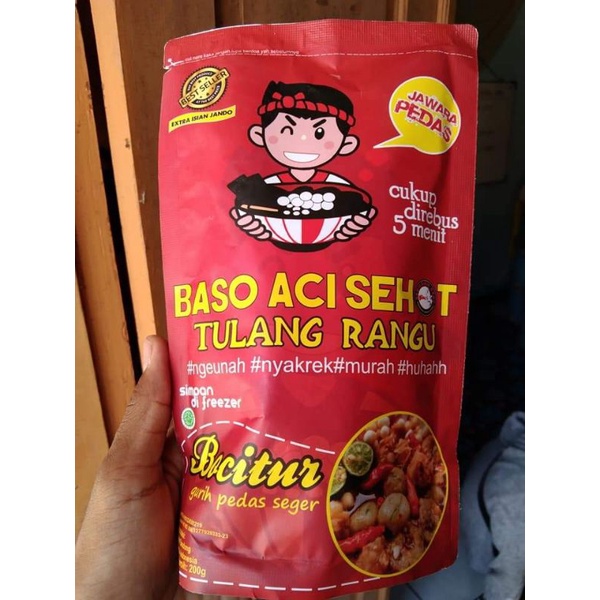 BEST SELLER
EXTRA ISIAN JANDO
JAWARA
PEDAS
cukup
direbus
5 menit
BASO ACI SEHOT
TULANG RANGU
#ngeunah #nyakrek#murah #huhahh
simpan
di freezer
Bacitur
gurih pedas seger
200g